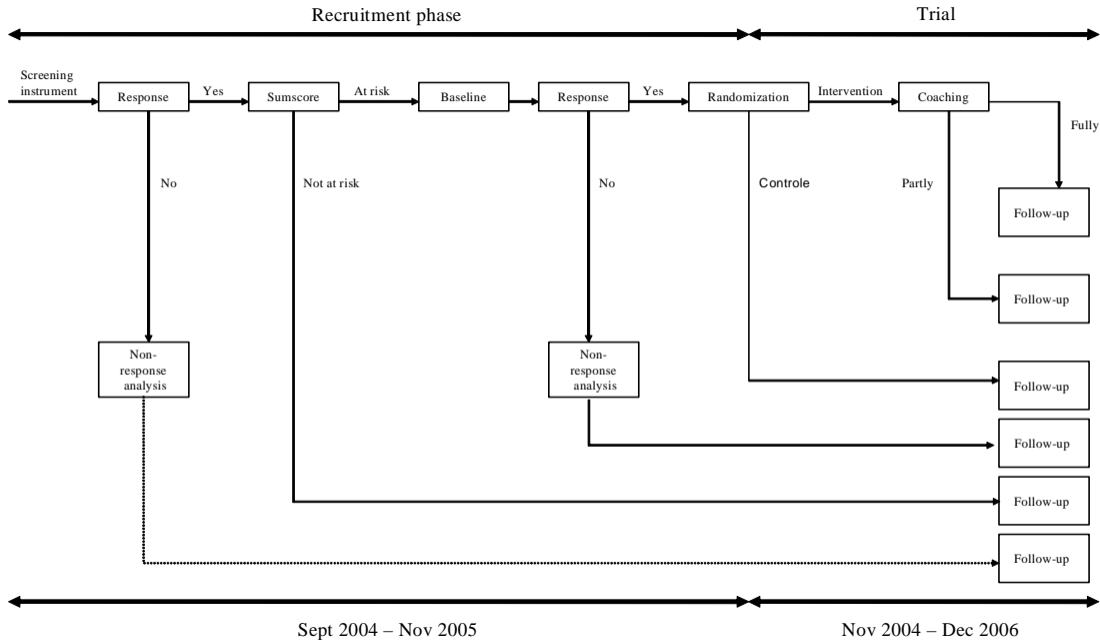 Recruitment phase
Trial
Screening
instrument
Response
Yes
Sumscore
At risk
Baseline
Response
Yes
Randomization
Intervention
Coaching
Fully
No
Not at risk
No
Controle
Partly
Follow-up
Follow-up
Non-
response
analysis
Non-
response
analysis
Follow-up
Follow-up
Follow-up
Follow-up
Sept 2004 – Nov 2005
Nov 2004 – Dec 2006